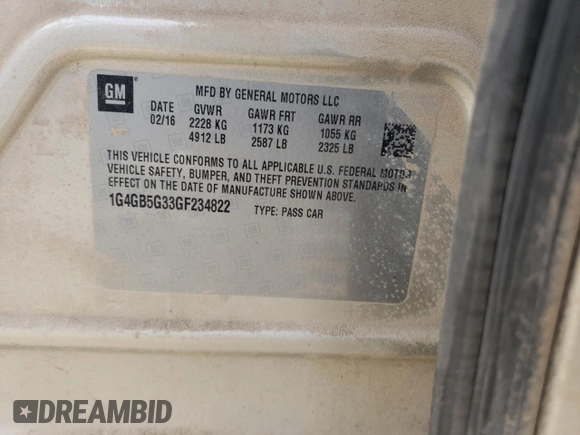 GM
MFD BY GENERAL MOTORS LLC
DATE GVWR GAWR FRT GAWR RR
02/16 2228 KG 1173 KG 1055 KG
4912 LB 2587 LB 2325 LB
THIS VEHICLE CONFORMS TO ALL APPLICABLE U.S. FEDERAL MOTOR
VEHICLE SAFETY, BUMPER, AND THEFT PREVENTION STANDARDS IN
EFFECT ON THE DATE OF MANUFACTURE SHOWN ABOVE.
1G4GB5G33GF234822 TYPE: PASS CAR
DREAMBID